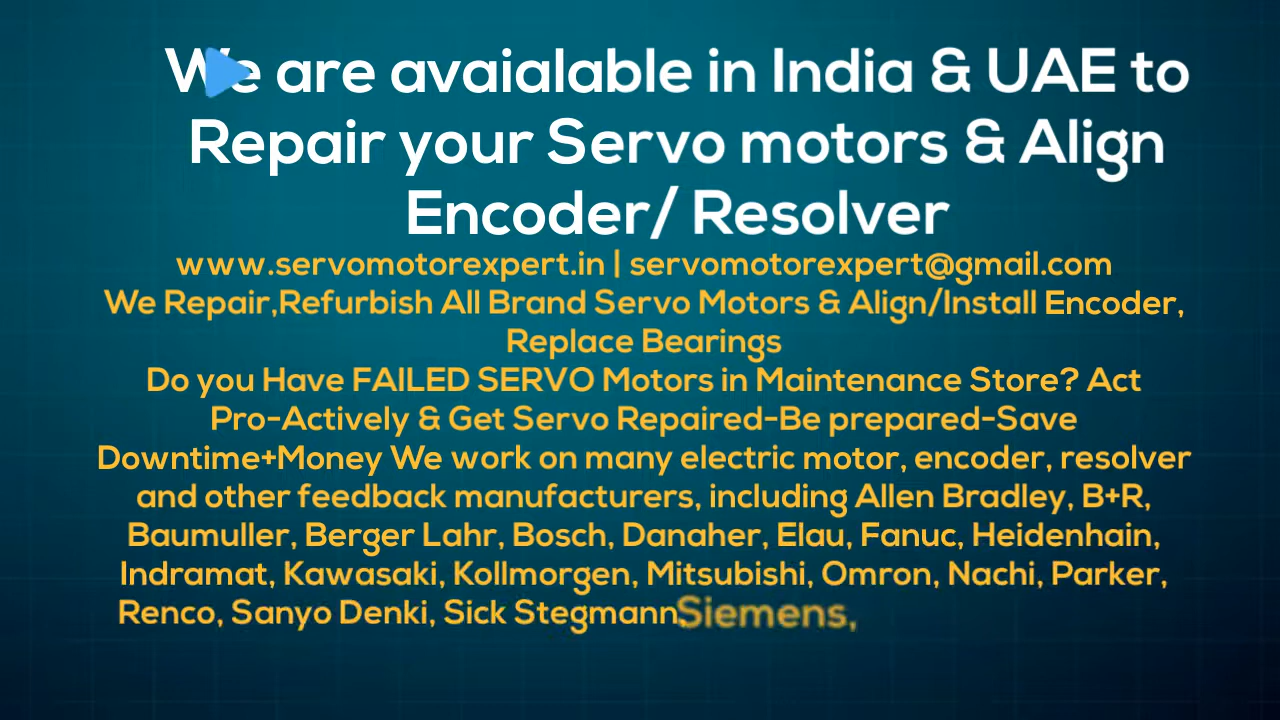 We are avaialable in India & UAE to
Repair your Servo motors & Align
Encoder/ Resolver
www.servomotorexpert.in | servomotorexpert@gmail.com
We Repair,Refurbish All Brand Servo Motors & Align/Install Encoder,
Replace Bearings
Do you Have FAILED SERVO Motors in Maintenance Store? Act
Pro-Actively & Get Servo Repaired-Be prepared-Save
Downtime+Money We work on many electric motor, encoder, resolver
and other feedback manufacturers, including Allen Bradley, B+R,
Baumuller, Berger Lahr, Bosch, Danaher, Elau, Fanuc, Heidenhain,
Indramat, Kawasaki, Kollmorgen, Mitsubishi, Omron, Nachi, Parker,
Renco, Sanyo Denki, Sick Stegmann, Siemens,